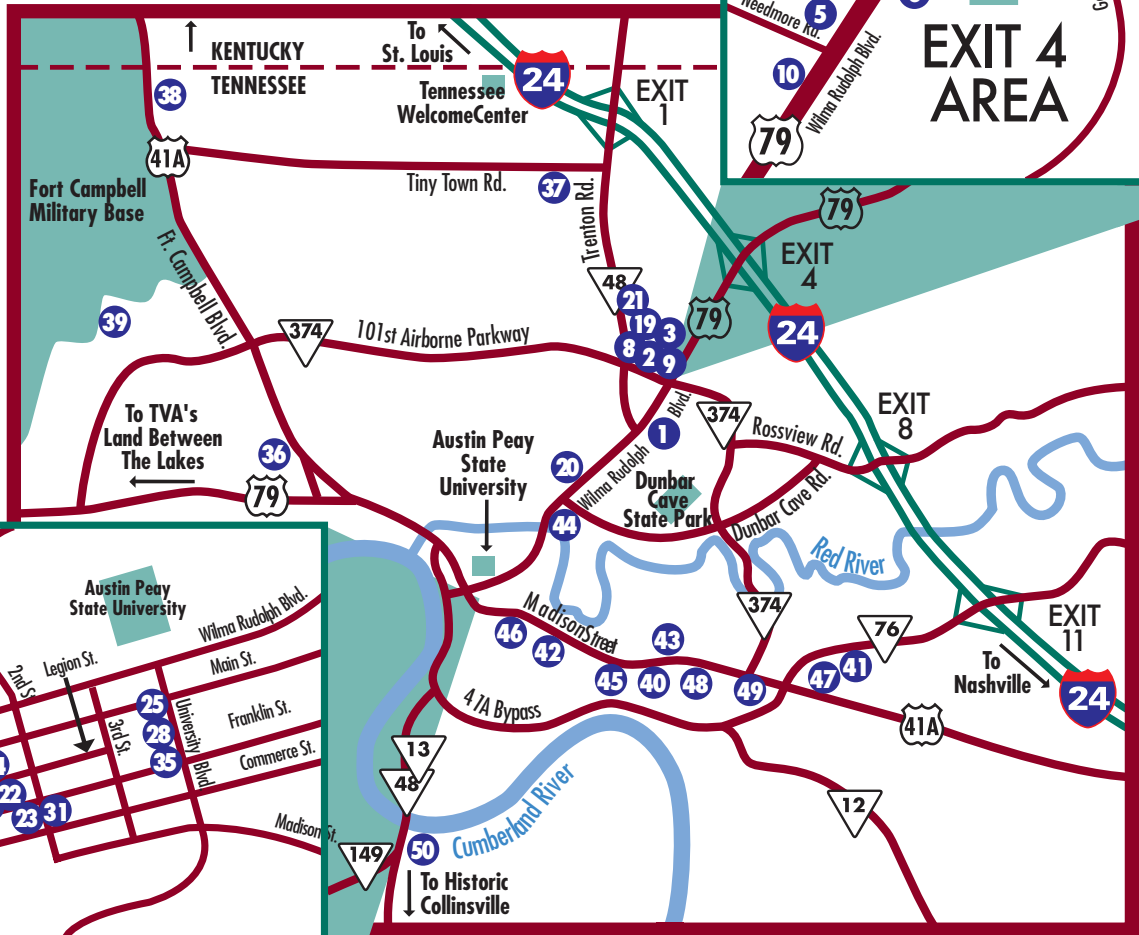 KENTUCKY
TENNESSEE
To
St. Louis
24
Tennessee
WelcomeCenter
EXIT
1
Needmore Rd.
5
10
Wilma Rudolph Blvd.
79
EXIT 4
AREA
38
41A
Fort Campbell
Military Base
Tiny Town Rd.
37
Trenton Rd.
48
79
EXIT
4
Ft. Campbell Blvd.
39
374
101st Airborne Parkway
21
19
3
8
2
9
79
24
To TVA's
Land Between
The Lakes
36
79
Austin Peay
State
University
20
1
Wilma Rudolph Blvd.
374
Rossview Rd.
EXIT
8
Dunbar
Cave
State Park
Dunbar Cave Rd.
44
Red River
Austin Peay
State University
Wilma Rudolph Blvd.
2nd St
Legion St.
Main St.
3rd St.
25
28
35
University Blvd
Franklin St.
Commerce St.
22
23
31
Madison St.
46
42
MadisonStreet
43
45
40
48
49
374
47
41
76
EXIT
11
To
Nashville
24
41A Bypass
41A
13
48
12
Cumberland River
149
50
To Historic
Collinsville